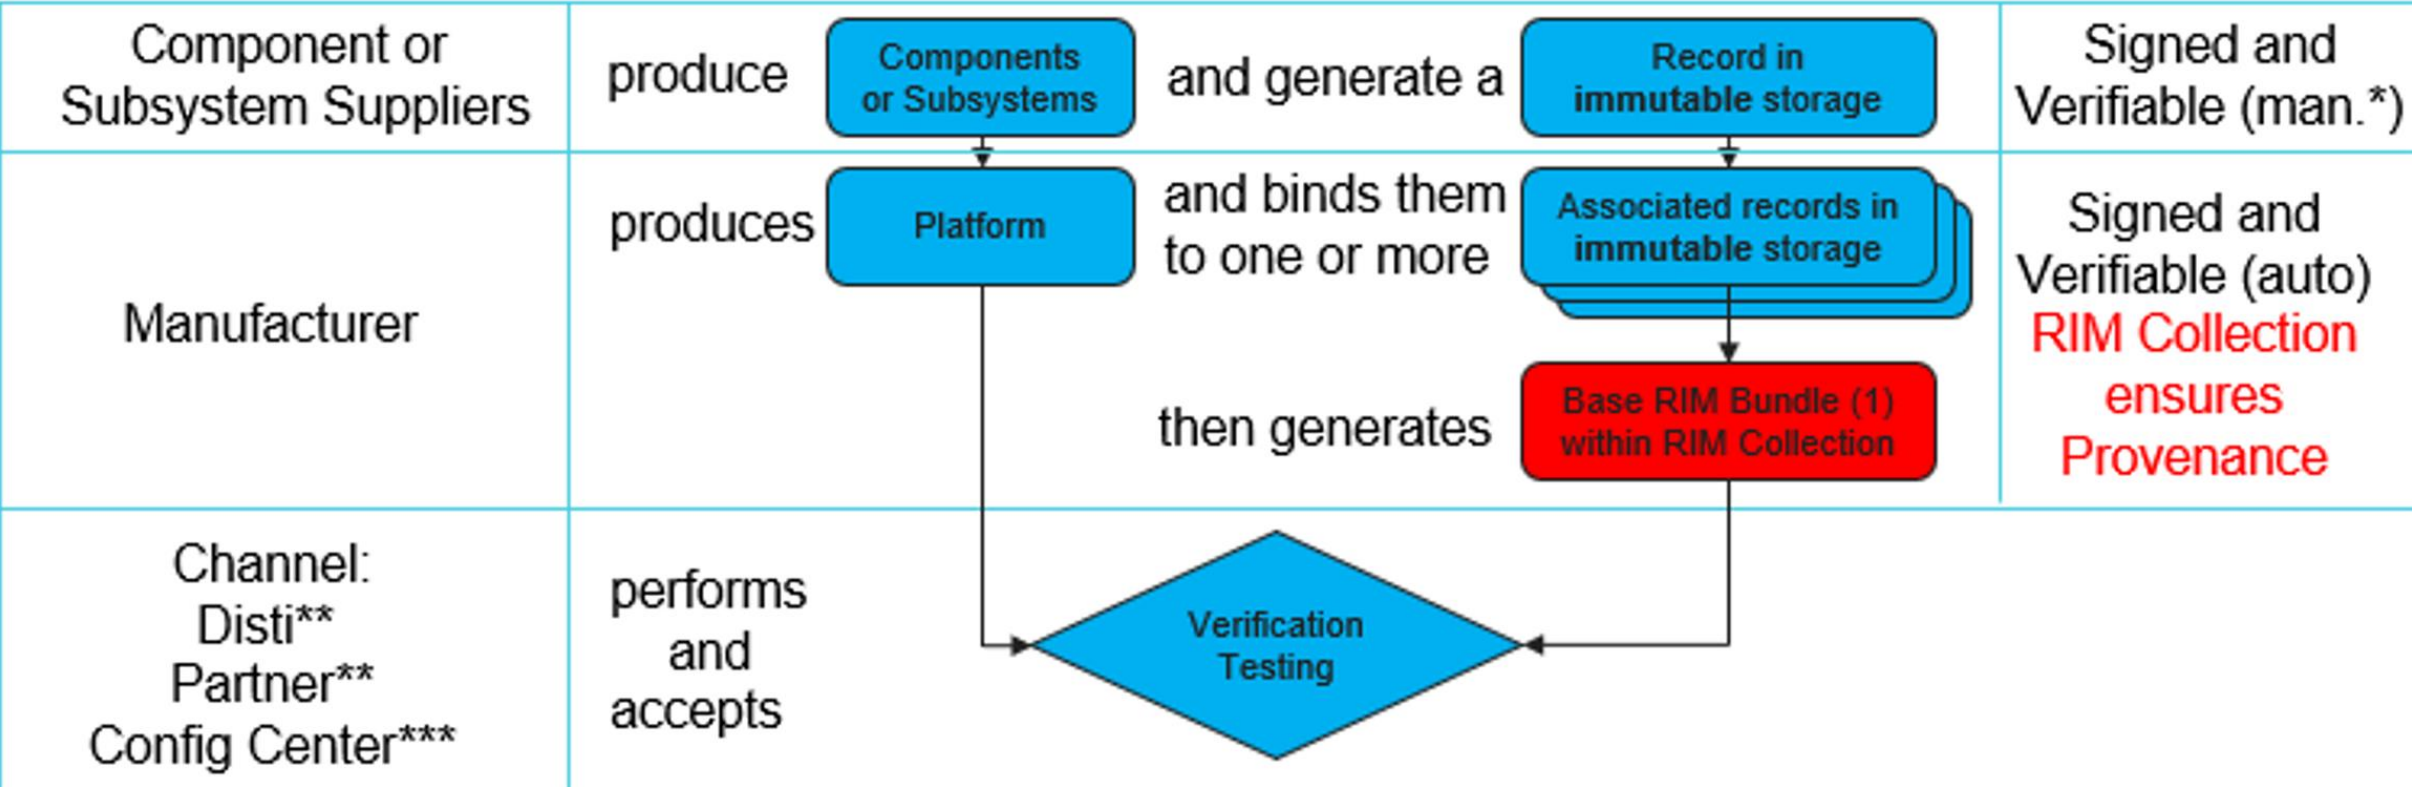 Component or
Subsystem Suppliers
produce
Components
or Subsystems
and generate a
Record in
immutable storage
Signed and
Verifiable (man.*)
Manufacturer
produces
Platform
and binds them
to one or more
Associated records in
immutable storage
then generates
Base RIM Bundle (1)
within RIM Collection
Signed and
Verifiable (auto)
RIM Collection
ensures
Provenance
Channel:
Disti**
Partner**
Config Center***
performs
and
accepts
Verification
Testing